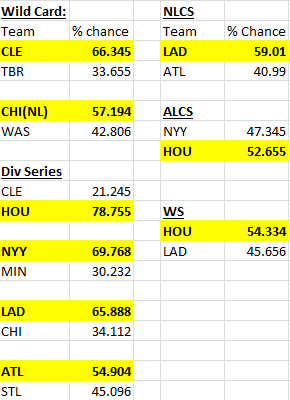 Wild Card:
Team % chance
CLE 66.345
TBR 33.655
CHI(NL) 57.194
WAS 42.806
Div Series
CLE 21.245
HOU 78.755
NYY 69.768
MIN 30.232
LAD 65.888
CHI 34.112
ATL 54.904
STL 45.096
NLCS
Team % Chance
LAD 59.01
ATL 40.99
ALCS
NYY 47.345
HOU 52.655
WS
HOU 54.334
LAD 45.656